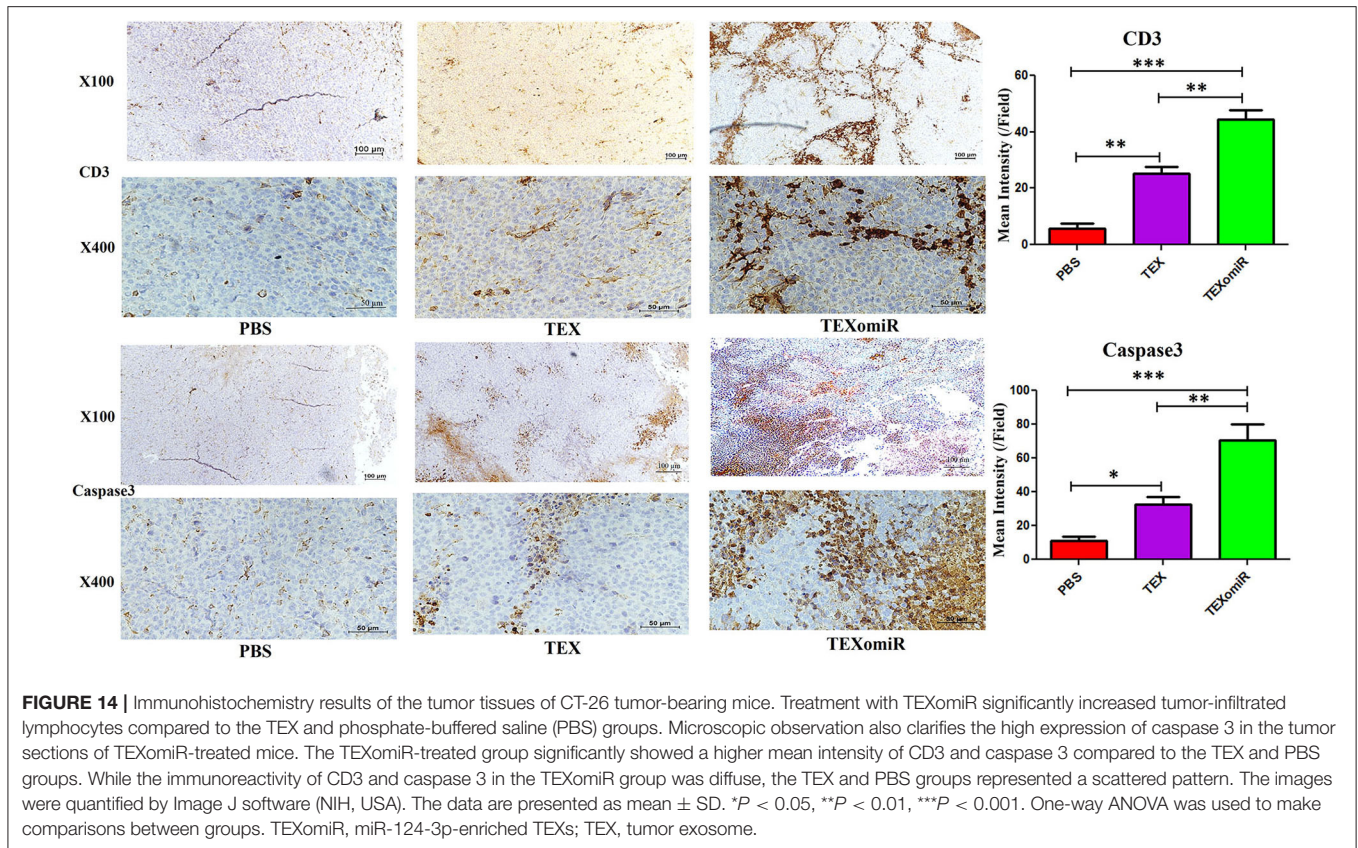 X100
100 µm
100 µm
100 µm
CD3
X400
50 µm
50 µm
50 µm
PBS
TEX
TEXomiR
CD3
Mean Intensity (/Field)
60
40
20
0
***
**
**
PBS
TEX
TEXomiR
X100
100 µm
100 µm
100 µm
Caspase3
X400
50 µm
50 µm
50 µm
PBS
TEX
TEXomiR
Caspase3
Mean Intensity (/Field)
100
80
60
40
20
0
***
**
*
PBS
TEX
TEXomiR
FIGURE 14 | Immunohistochemistry results of the tumor tissues of CT-26 tumor-bearing mice. Treatment with TEXomiR significantly increased tumor-infiltrated
lymphocytes compared to the TEX and phosphate-buffered saline (PBS) groups. Microscopic observation also clarifies the high expression of caspase 3 in the tumor
sections of TEXomiR-treated mice. The TEXomiR-treated group significantly showed a higher mean intensity of CD3 and caspase 3 compared to the TEX and PBS
groups. While the immunoreactivity of CD3 and caspase 3 in the TEXomiR group was diffuse, the TEX and PBS groups represented a scattered pattern. The images
were quantified by Image J software (NIH, USA). The data are presented as mean ± SD. *P < 0.05, **P < 0.01, ***P < 0.001. One-way ANOVA was used to make
comparisons between groups. TEXomiR, miR-124-3p-enriched TEXs; TEX, tumor exosome.